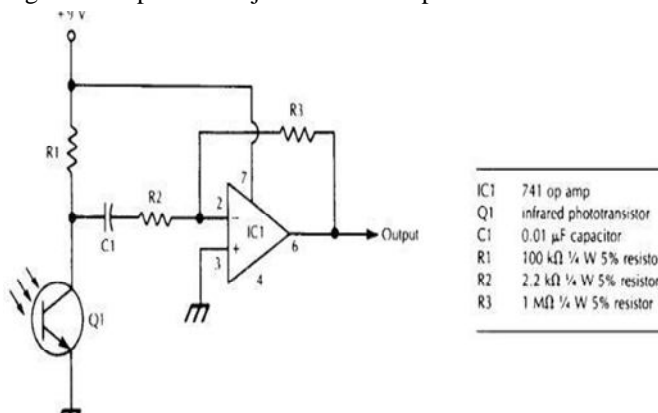 +9 V
R1
C1
R2
R3
7
2
−
IC1
+
3
4
6
Output
Q1
IC1 741 op amp
Q1 infrared phototransistor
C1 0.01 μF capacitor
R1 100 kΩ ¼ W 5% resisto
R2 2.2 kΩ ¼ W 5% resistor
R3 1 MΩ ¼ W 5% resistor